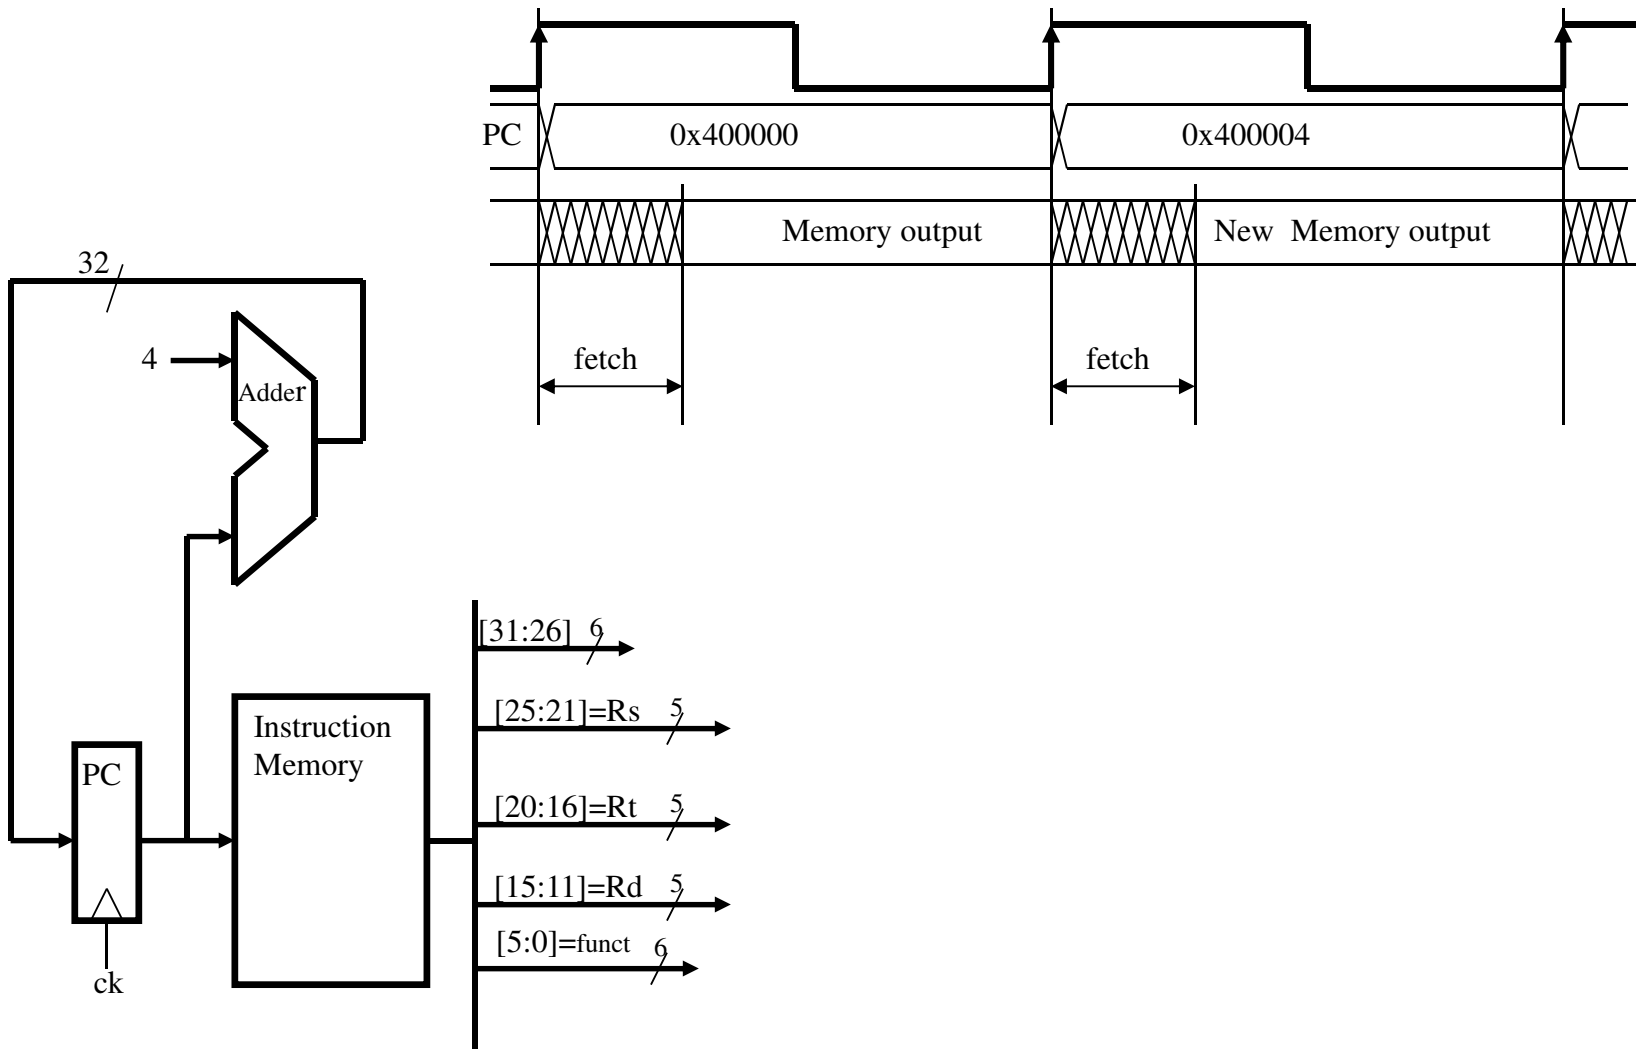 PC
0x400000
0x400004
Memory output
New Memory output
32
fetch
fetch
4
Adder
[31:26]
6
[25:21]=Rs
5
Instruction
Memory
PC
[20:16]=Rt
5
[15:11]=Rd
5
[5:0]=funct
6
ck